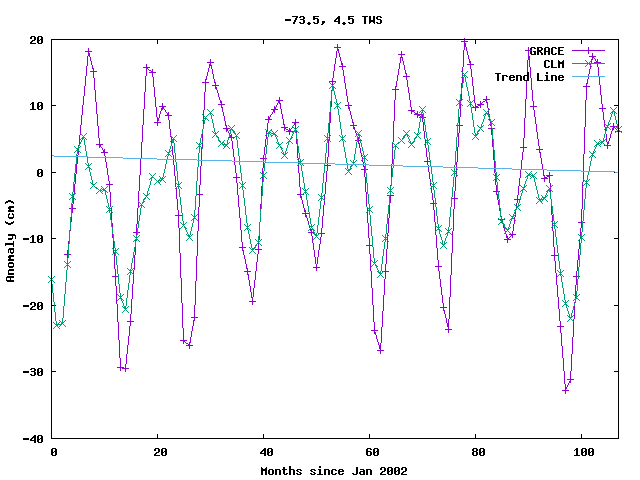 -73.5, 4.5 TWS
GRACE
CLM
Trend Line
20
10
0
-10
-20
-30
-40
Anomaly (cm)
0 20 40 60 80 100
Months since Jan 2002